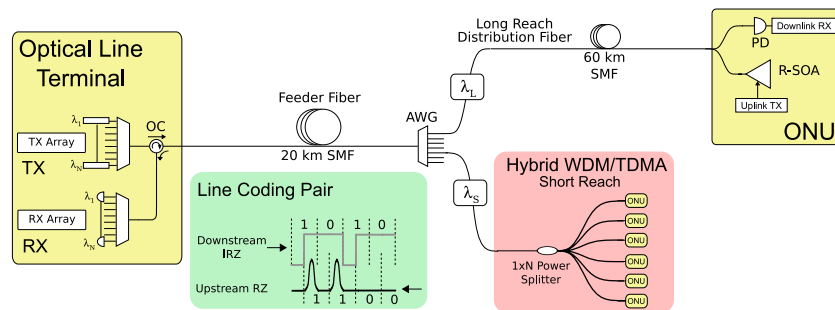 Optical Line
Terminal
λ1
TX Array
λN
TX
OC
λ1
RX Array
λN
RX
Feeder Fiber
20 km SMF
AWG
Long Reach
Distribution Fiber
60 km
SMF
λL
λS
PD
Downlink RX
R-SOA
Uplink TX
ONU
Line Coding Pair
1 0 1 0
Downstream
IRZ
Upstream RZ
1 1 0 0
Hybrid WDM/TDMA
Short Reach
1xN Power
Splitter
ONU
ONU
ONU
ONU
ONU
ONU